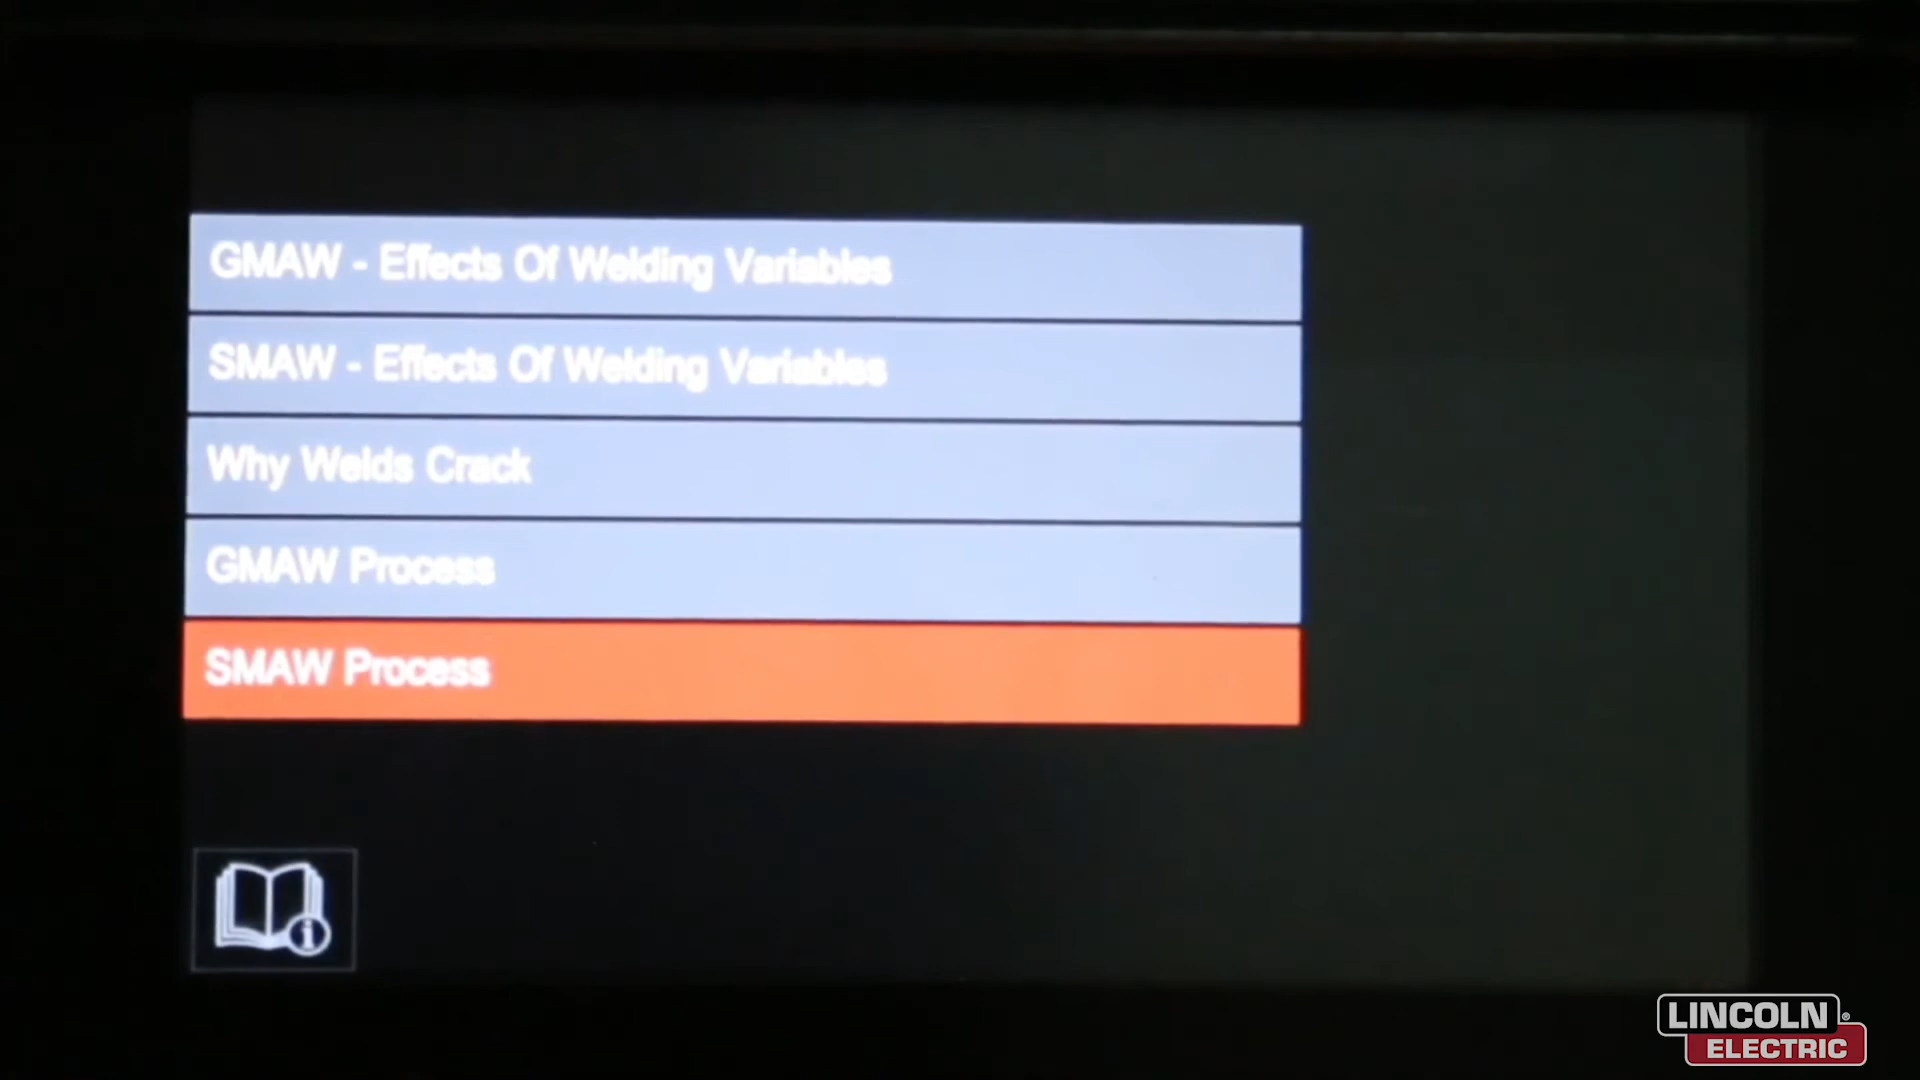 GMAW - Effects Of Welding Variables
SMAW - Effects Of Welding Variables
Why Welds Crack
GMAW Process
SMAW Process
i
LINCOLN ®
ELECTRIC